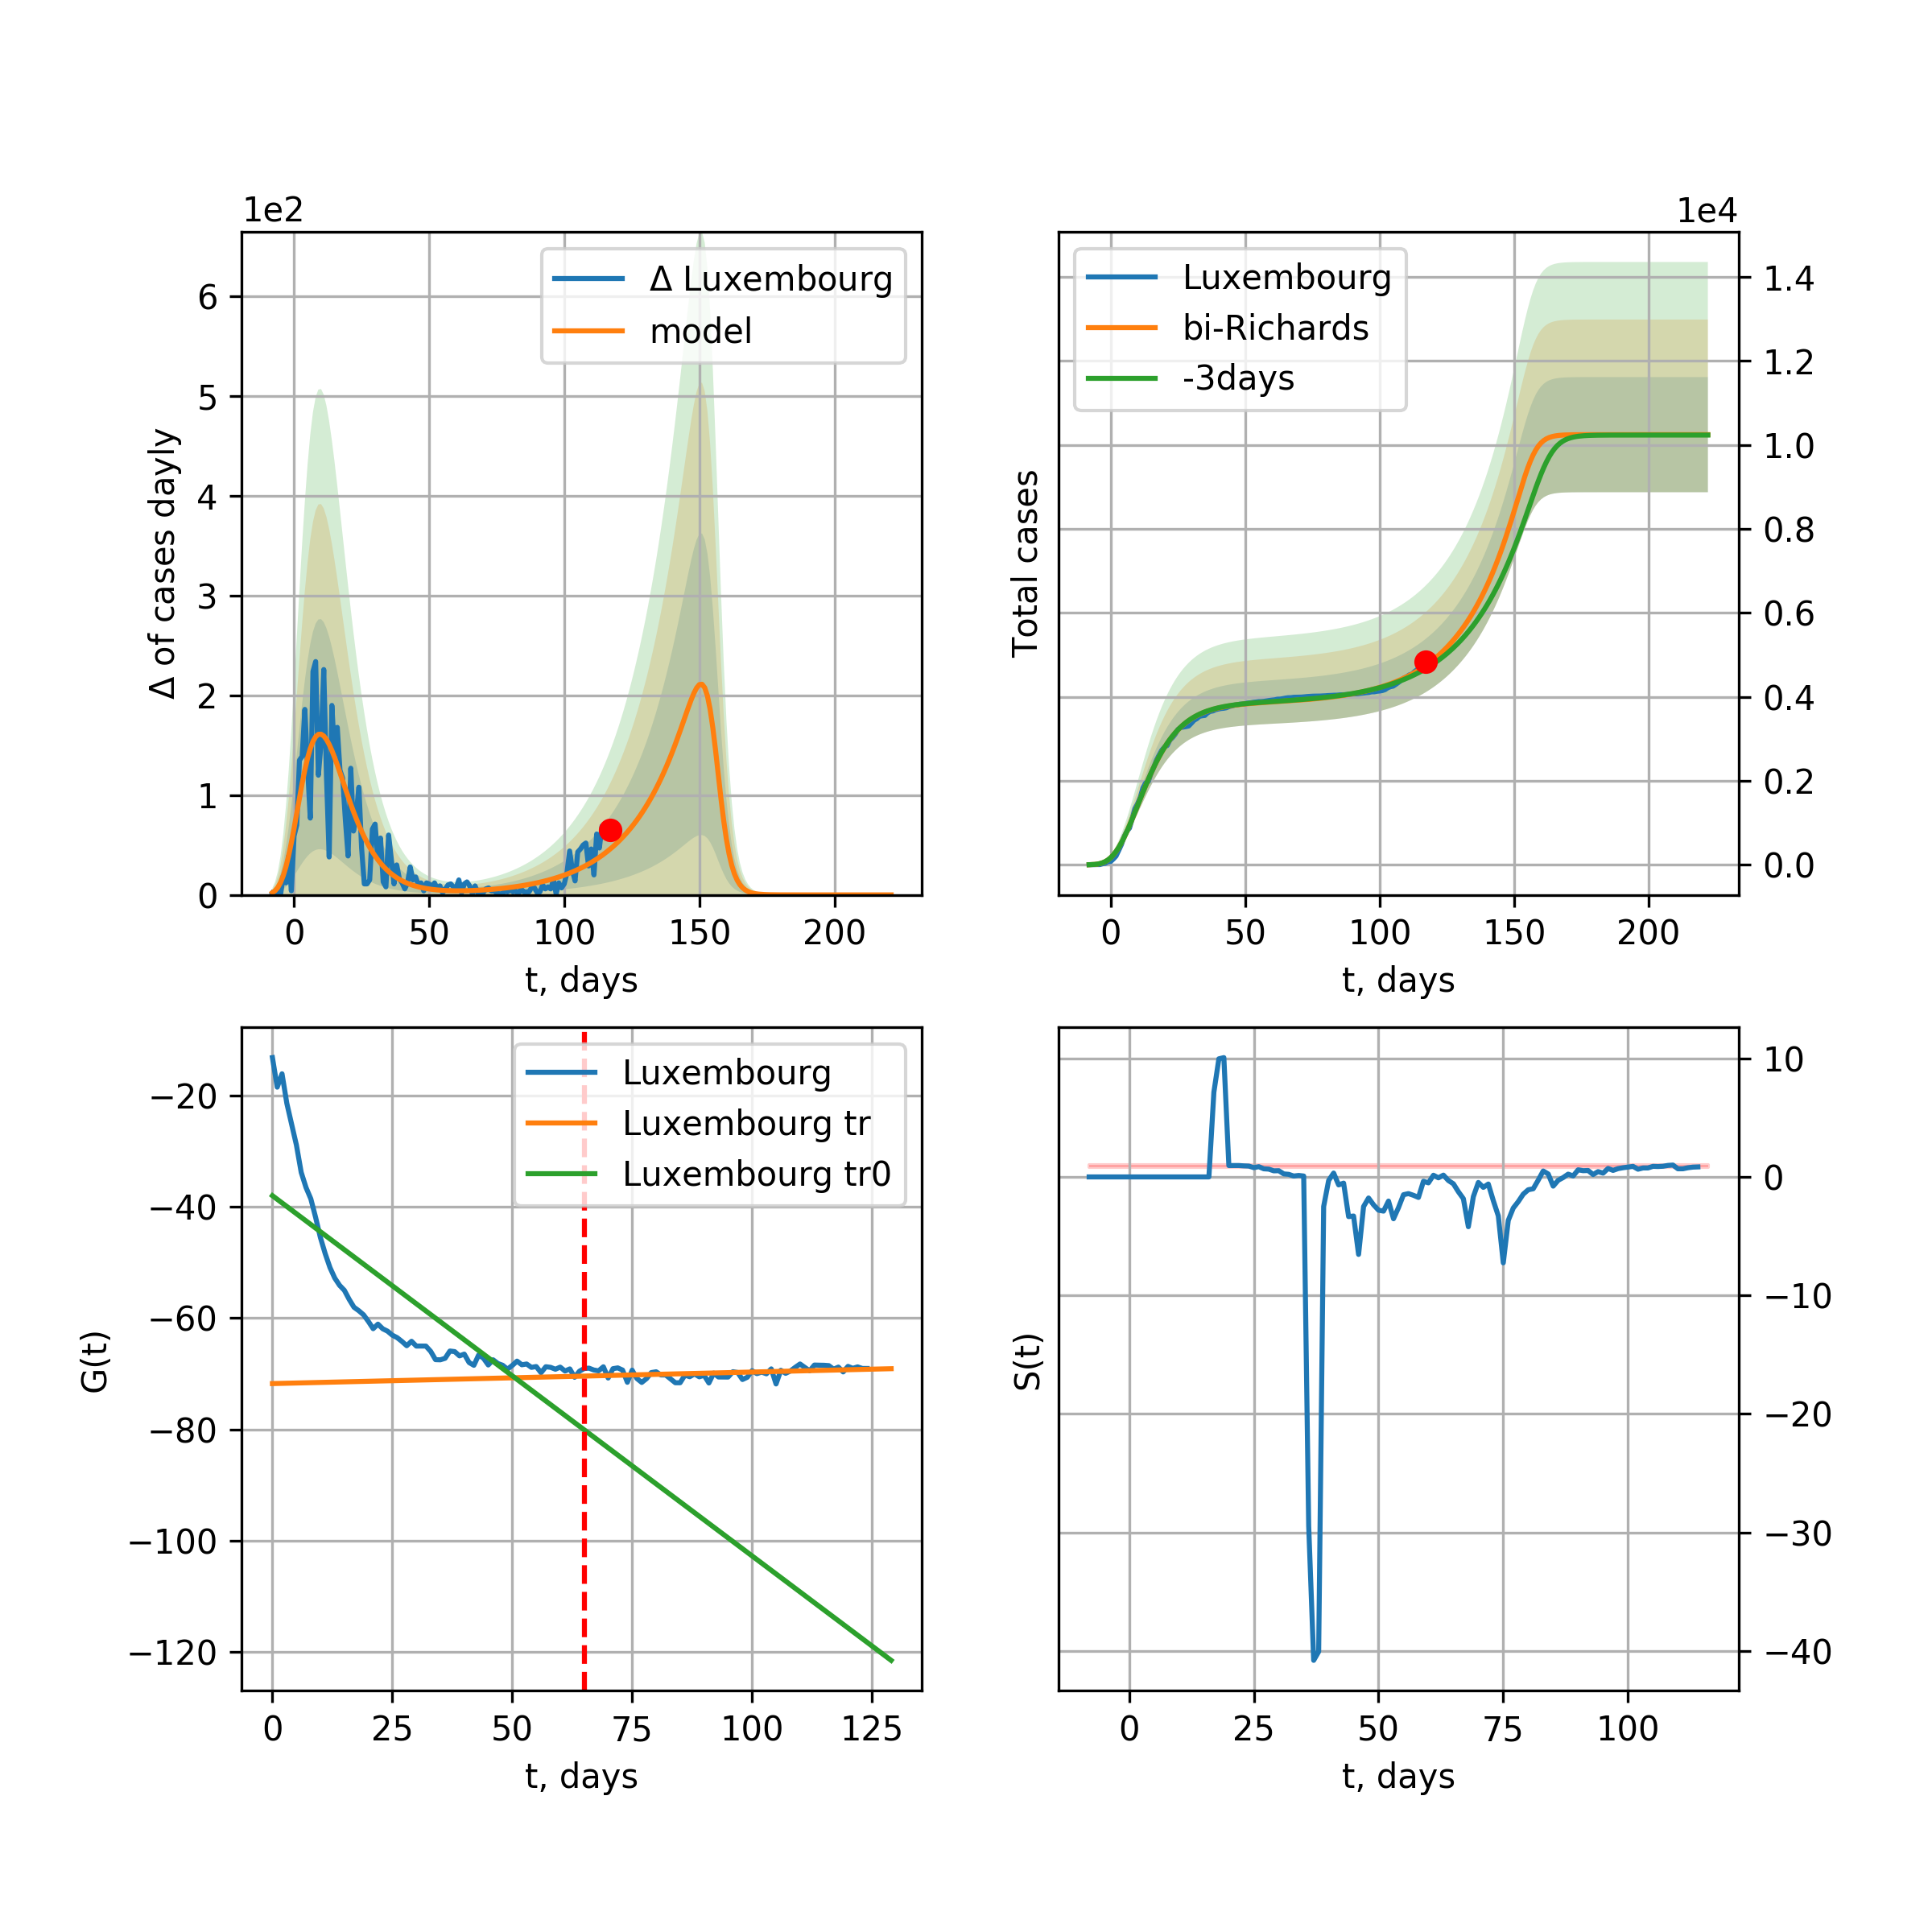 1e2
Δ of cases dayly
6
5
4
3
2
1
0
Δ Luxembourg
model
0 50 100 150 200
t, days
1e4
Total cases
Luxembourg
bi-Richards
-3days
1.4
1.2
1.0
0.8
0.6
0.4
0.2
0.0
0 50 100 150 200
t, days
G(t)
−20
−40
−60
−80
−100
−120
Luxembourg
Luxembourg tr
Luxembourg tr0
0 25 50 75 100 125
t, days
S(t)
10
0
−10
−20
−30
−40
0 25 50 75 100
t, days